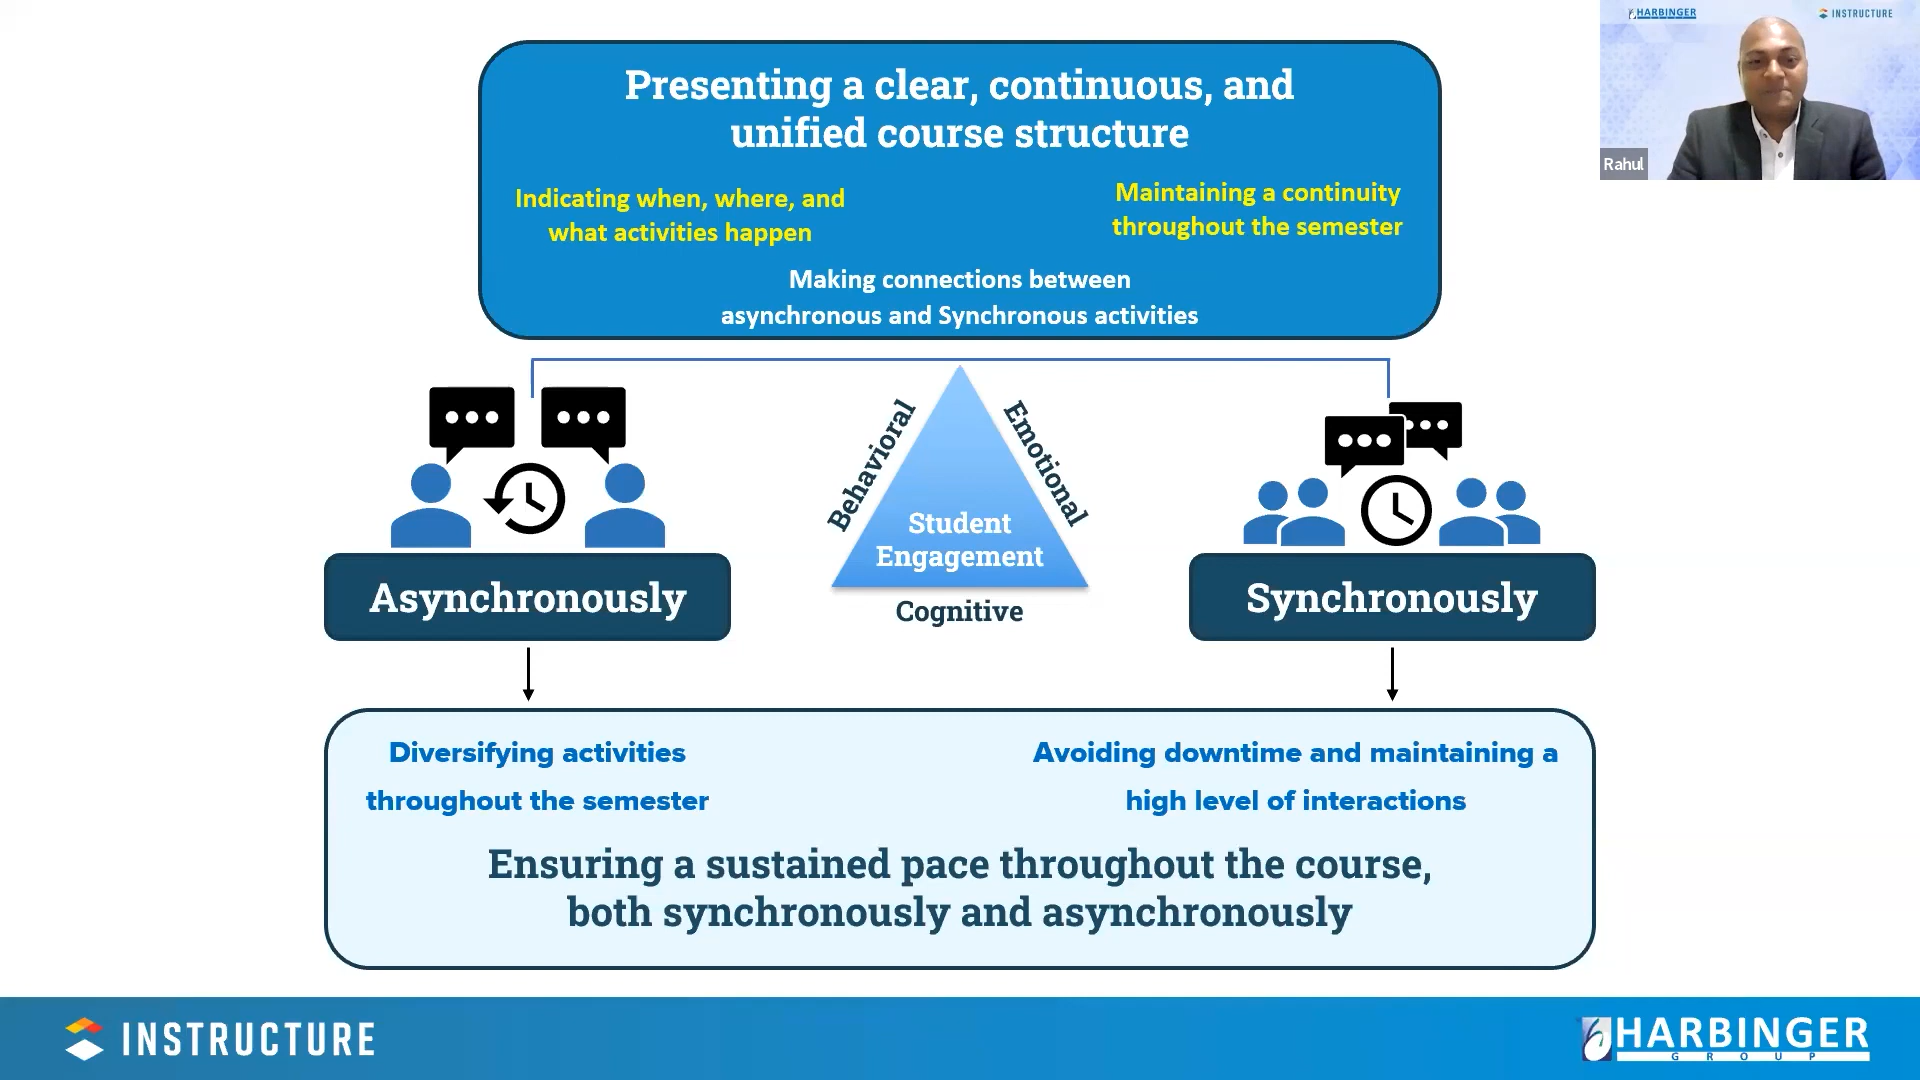 HARBINGER
INSTRUCTURE
Rahul
Presenting a clear, continuous, and
unified course structure
Indicating when, where, and
what activities happen
Maintaining a continuity
throughout the semester
Making connections between
asynchronous and Synchronous activities
Behavioral
Emotional
Student
Engagement
Cognitive
Asynchronously
Synchronously
Diversifying activities
throughout the semester
Avoiding downtime and maintaining a
high level of interactions
Ensuring a sustained pace throughout the course,
both synchronously and asynchronously
INSTRUCTURE
HARBINGER
GROUP